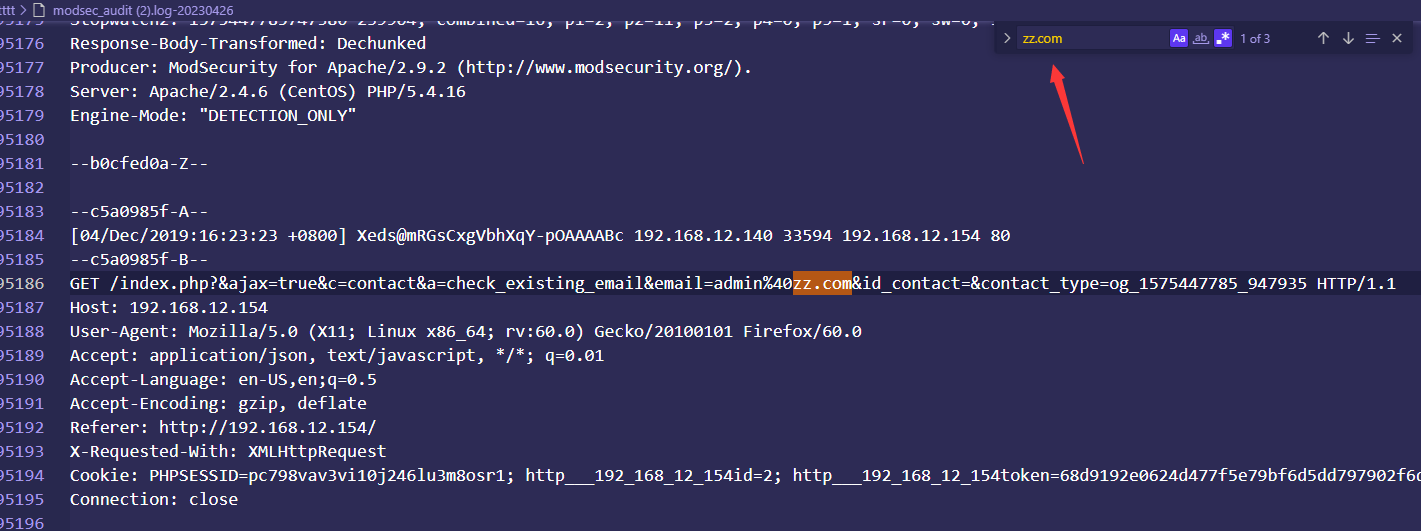 tttt > modsec_audit (2).log-20230426
zz.com Aa ab .* 1 of 3
95176 Response-Body-Transformed: Dechunked
95177 Producer: ModSecurity for Apache/2.9.2 (http://www.modsecurity.org/).
95178 Server: Apache/2.4.6 (CentOS) PHP/5.4.16
95179 Engine-Mode: "DETECTION_ONLY"
95180
95181 --b0cfed0a-Z--
95182
95183 --c5a0985f-A--
95184 [04/Dec/2019:16:23:23 +0800] Xeds@mRGsCxgVbhXqY-pOAAAABc 192.168.12.140 33594 192.168.12.154 80
95185 --c5a0985f-B--
95186 GET /index.php?&ajax=true&c=contact&a=check_existing_email&email=admin%40zz.com&id_contact=&contact_type=og_1575447785_947935 HTTP/1.1
95187 Host: 192.168.12.154
95188 User-Agent: Mozilla/5.0 (X11; Linux x86_64; rv:60.0) Gecko/20100101 Firefox/60.0
95189 Accept: application/json, text/javascript, */*; q=0.01
95190 Accept-Language: en-US,en;q=0.5
95191 Accept-Encoding: gzip, deflate
95192 Referer: http://192.168.12.154/
95193 X-Requested-With: XMLHttpRequest
95194 Cookie: PHPSESSID=pc798vav3vi10j246lu3m8osr1; http___192_168_12_154id=2; http___192_168_12_154token=68d9192e0624d477f5e79bf6d5dd797902f6
95195 Connection: close
95196